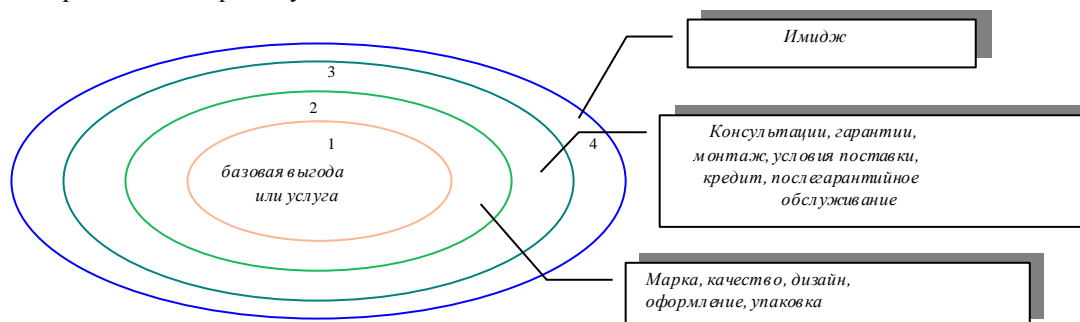 Имидж
3
2
1
4
базовая выгода
или услуга
Консультации, гарантии,
монтаж, условия поставки,
кредит, послегарантийное
обслуживание
Марка, качество, дизайн,
оформление, упаковка